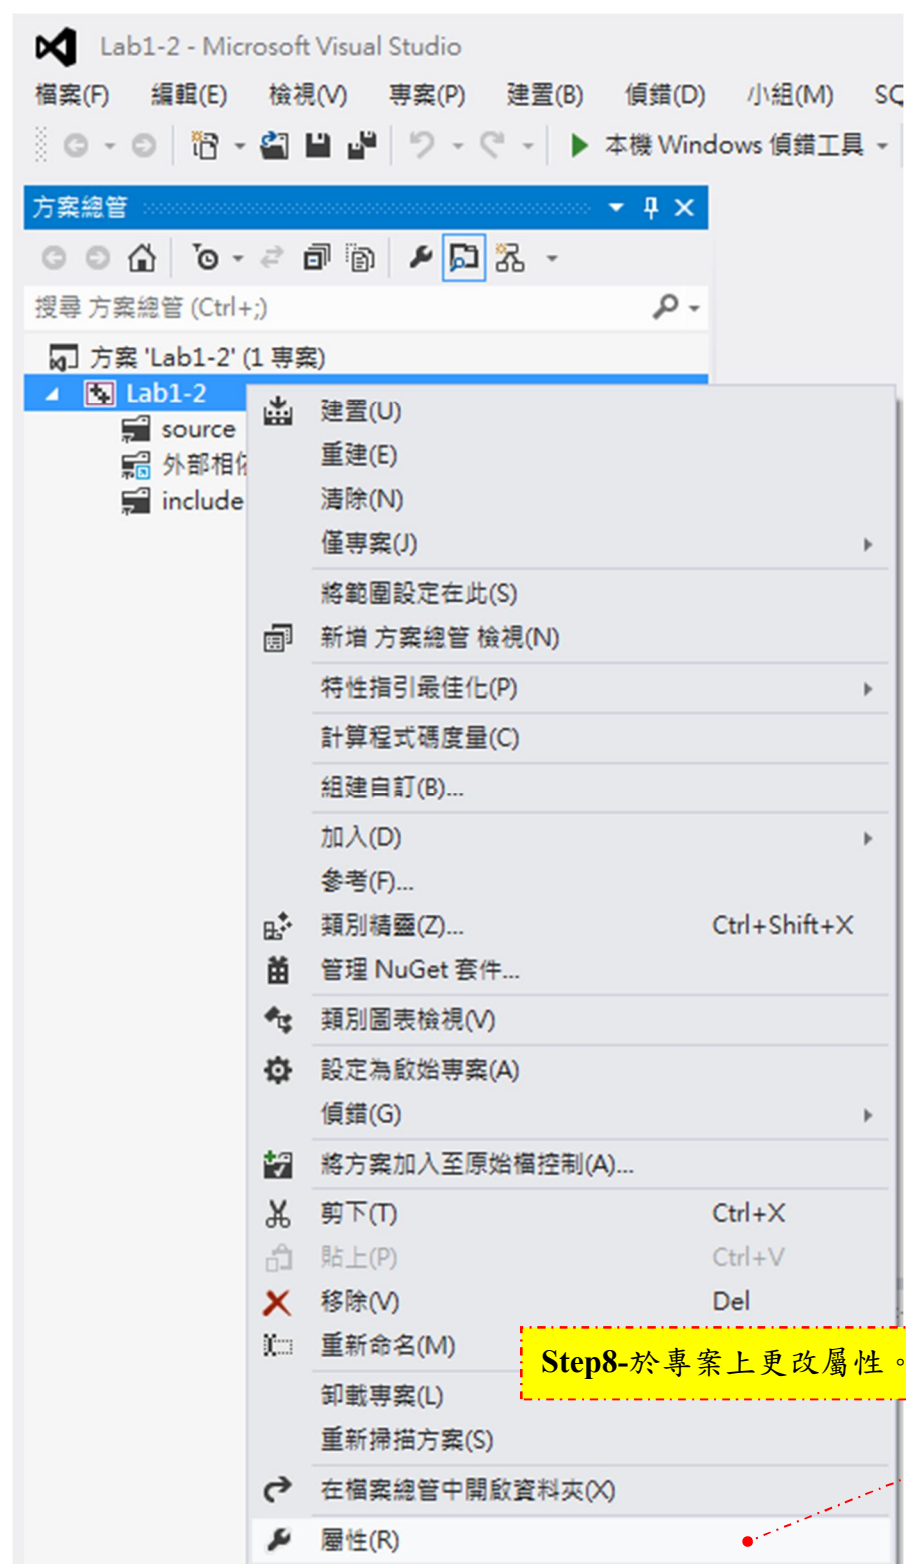 Lab1-2 - Microsoft Visual Studio
檔案(F) 編輯(E) 檢視(V) 專案(P) 建置(B) 偵錯(D) 小組(M) SQ
本機 Windows 偵錯工具
方案總管
搜尋 方案總管 (Ctrl+;)
方案 'Lab1-2' (1 專案)
Lab1-2
source
外部相依
include
建置(U)
重建(E)
清除(N)
僅專案(J)
將範圍設定在此(S)
新增 方案總管 檢視(N)
特性指引最佳化(P)
計算程式碼度量(C)
組建自訂(B)...
加入(D)
參考(F)...
類別精靈(Z)... Ctrl+Shift+X
管理 NuGet 套件...
類別圖表檢視(V)
設定為啟始專案(A)
偵錯(G)
將方案加入至原始檔控制(A)...
剪下(T) Ctrl+X
貼上(P) Ctrl+V
移除(V) Del
重新命名(M)
Step8-於專案上更改屬性。
卸載專案(L)
重新掃描方案(S)
在檔案總管中開啟資料夾(X)
屬性(R)